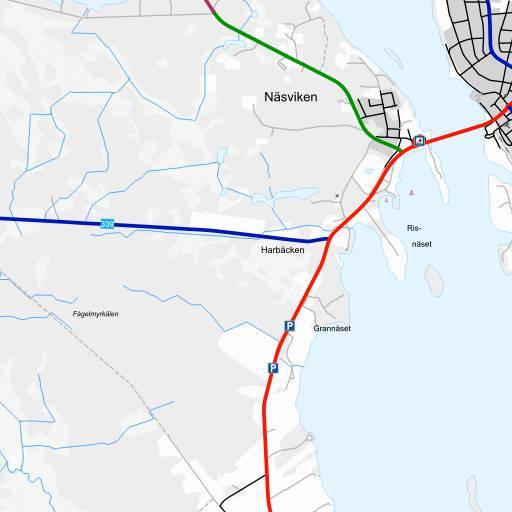 Näsviken
Ris-
näset
339
Harbäcken
Fågelmyrkälen
P
Grannäset
P